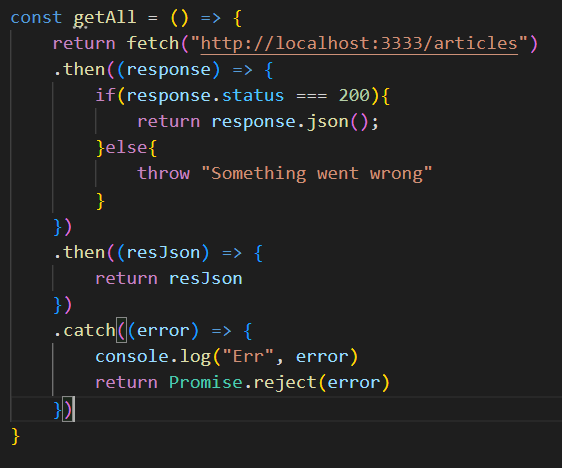 const getAll = () => {
    return fetch("http://localhost:3333/articles")
    .then((response) => {
        if(response.status === 200){
            return response.json();
        }else{
            throw "Something went wrong"
        }
    })
    .then((resJson) => {
        return resJson
    })
    .catch((error) => {
        console.log("Err", error)
        return Promise.reject(error)
    })
}